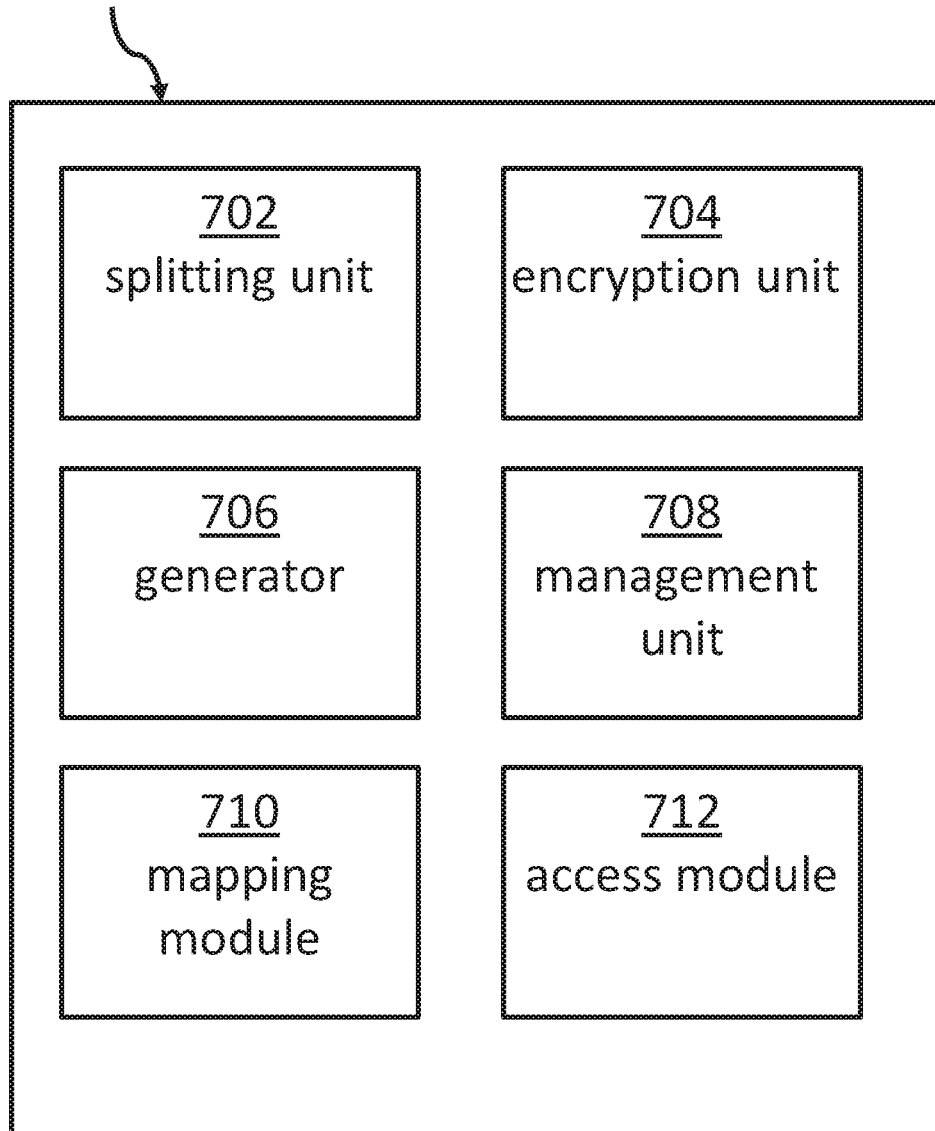 702
splitting unit
704
encryption unit
706
generator
708
management
unit
710
mapping
module
712
access module